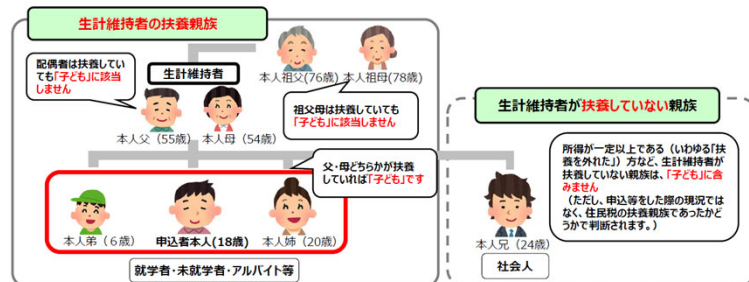 生計維持者の扶養親族
配偶者は扶養してい
ても「子ども」に該当
しません
生計維持者
本人祖父(76歳)
本人祖母(78歳)
祖父母は扶養していても
「子ども」に該当しません
本人父（55歳）
本人母（54歳）
父・母どちらかが扶養
していれば「子ども」です
本人弟（６歳）
申込者本人(18歳)
本人姉（20歳）
就学者・未就学者・アルバイト等
生計維持者が扶養していない親族
所得が一定以上である（いわゆる「扶
養を外れた」）方など、生計維持者が
扶養していない親族は、「子ども」に含
みません
（ただし、申込等をした際の現況では
なく、住民税の扶養親族であったかど
うかで判断されます。）
本人兄（24歳）
社会人